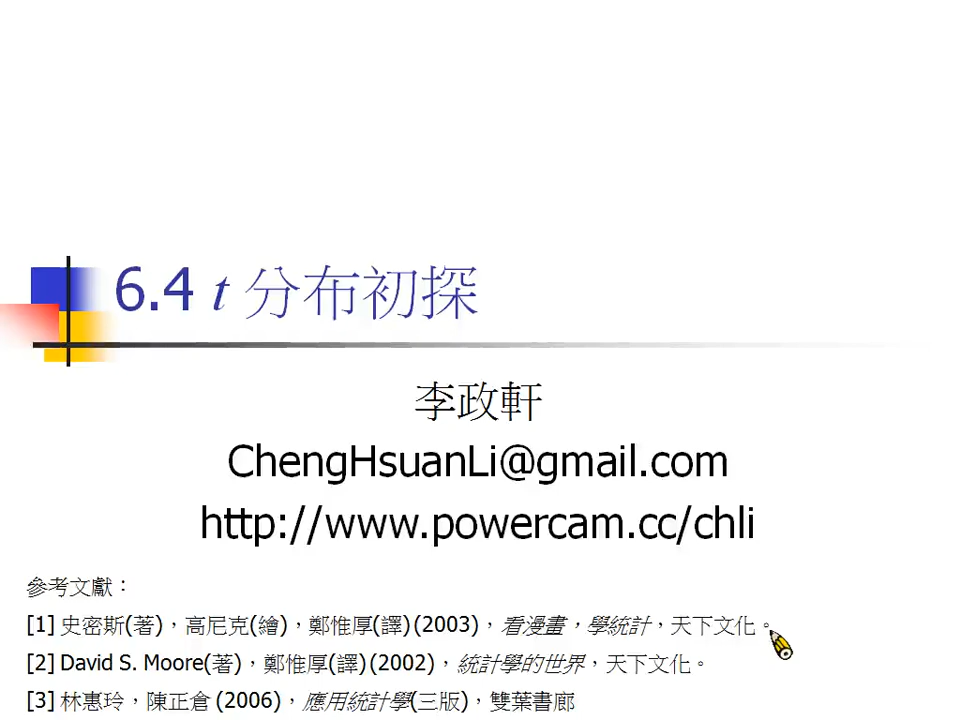 6.4 t 分布初探
李政軒
ChengHsuanLi@gmail.com
http://www.powercam.cc/chli
參考文獻：
[1] 史密斯(著)，高尼克(繪)，鄭惟厚(譯) (2003)，看漫畫，學統計，天下文化。
[2] David S. Moore(著)，鄭惟厚(譯) (2002)，統計學的世界，天下文化。
[3] 林惠玲，陳正倉 (2006)，應用統計學(三版)，雙葉書廊